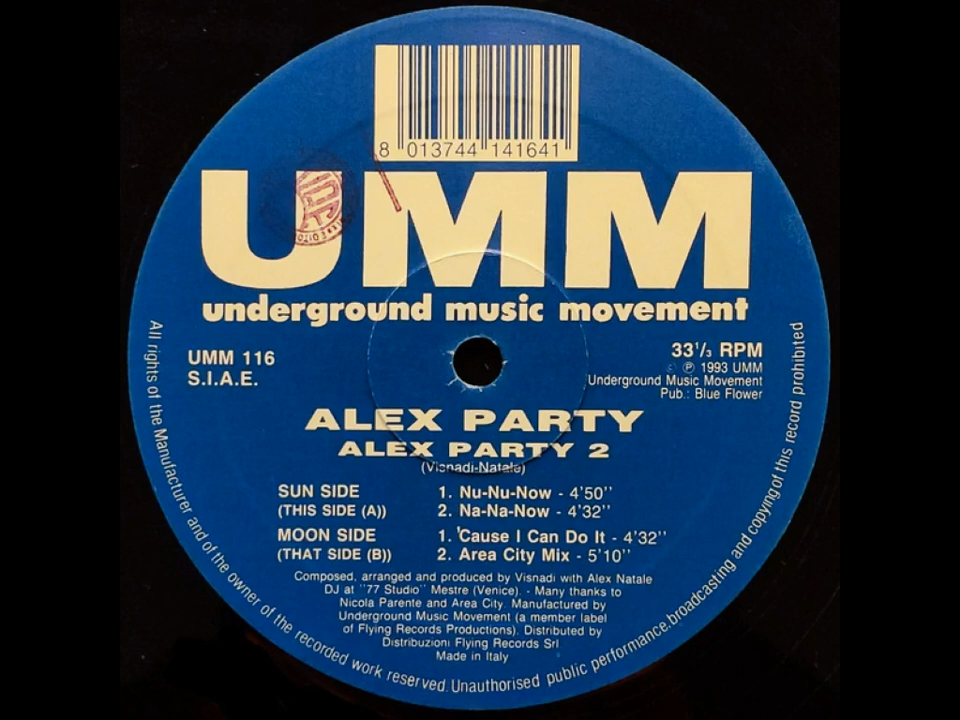 8 013744 141641
UMM
underground music movement
UMM 116
S.I.A.E.
33 1/3 RPM
© ℗ 1993 UMM
Underground Music Movement
Pub.: Blue Flower
ALEX PARTY
ALEX PARTY 2
(Visnadi-Natale)
SUN SIDE
(THIS SIDE (A))
1. Nu-Nu-Now - 4'50''
2. Na-Na-Now - 4'32''
MOON SIDE
(THAT SIDE (B))
1. 'Cause I Can Do It - 4'32''
2. Area City Mix - 5'10''
Composed, arranged and produced by Visnadi with Alex Natale
DJ at ''77 Studio'' Mestre (Venice). - Many thanks to
Nicola Parente and Area City. Manufactured by
Underground Music Movement (a member label
of Flying Records Productions). Distributed by
Distribuzioni Flying Records Srl
Made in Italy
All rights of the Manufacturer and of the owner of the recorded work reserved. Unauthorised public performance, broadcasting and copying of this record prohibited